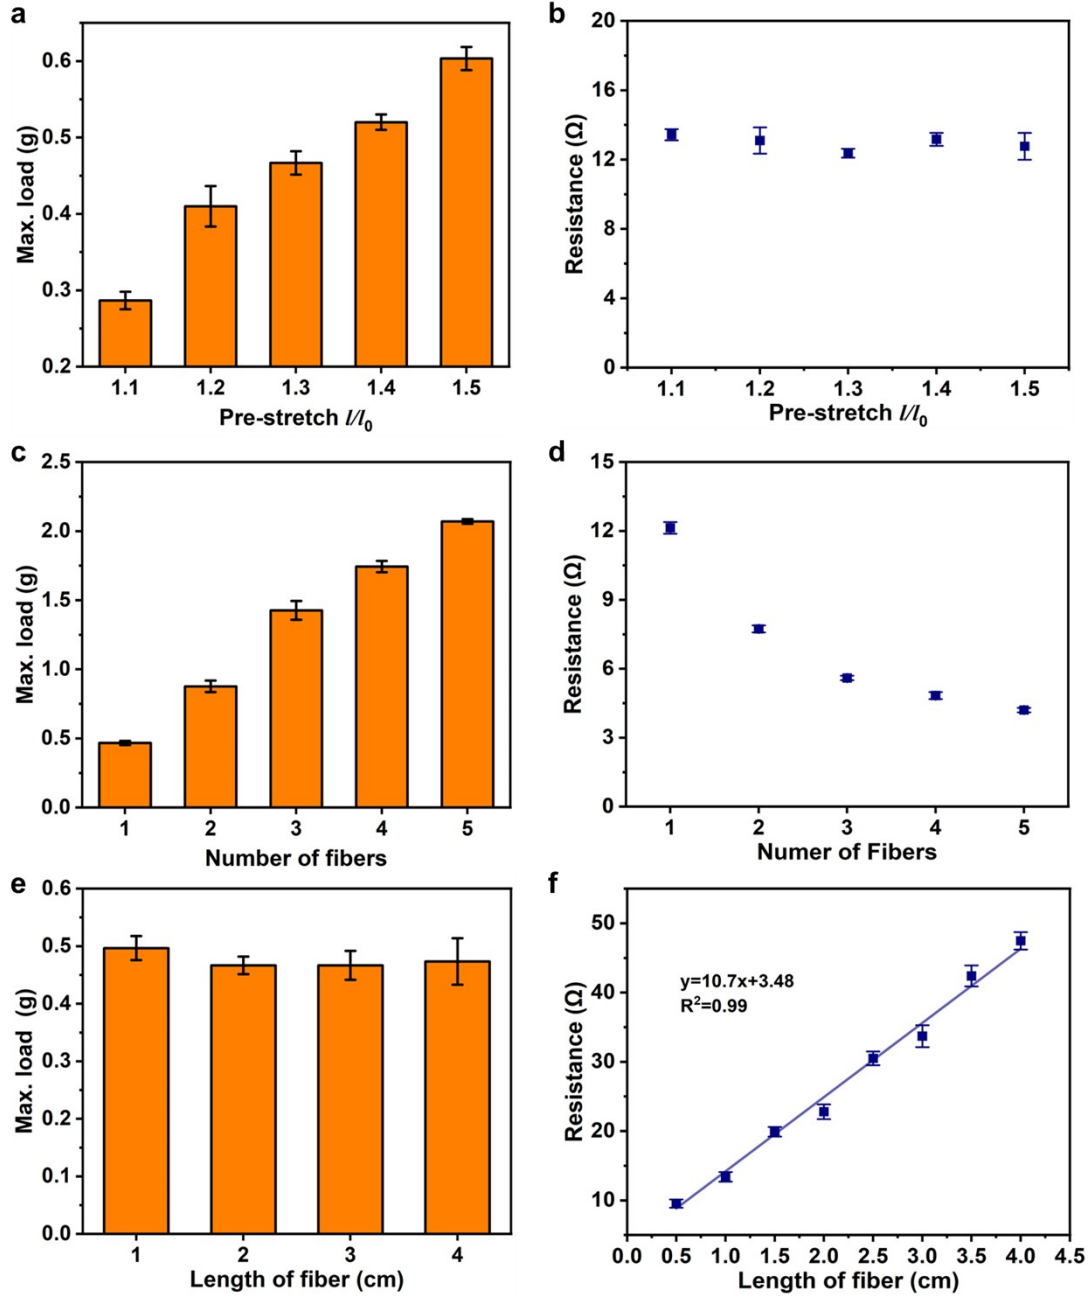 a
Max. load (g)
0.6
0.5
0.4
0.3
0.2
1.1 1.2 1.3 1.4 1.5
Pre-stretch l/l0
b
Resistance (Ω)
20
16
12
8
4
0
1.1 1.2 1.3 1.4 1.5
Pre-stretch l/l0
c
Max. load (g)
2.5
2.0
1.5
1.0
0.5
0.0
1 2 3 4 5
Number of fibers
d
Resistance (Ω)
15
12
9
6
3
0
1 2 3 4 5
Numer of Fibers
e
Max. load (g)
0.6
0.5
0.4
0.3
0.2
0.1
0.0
1 2 3 4
Length of fiber (cm)
f
Resistance (Ω)
50
40
30
20
10
y=10.7x+3.48
R²=0.99
0.0 0.5 1.0 1.5 2.0 2.5 3.0 3.5 4.0 4.5
Length of fiber (cm)